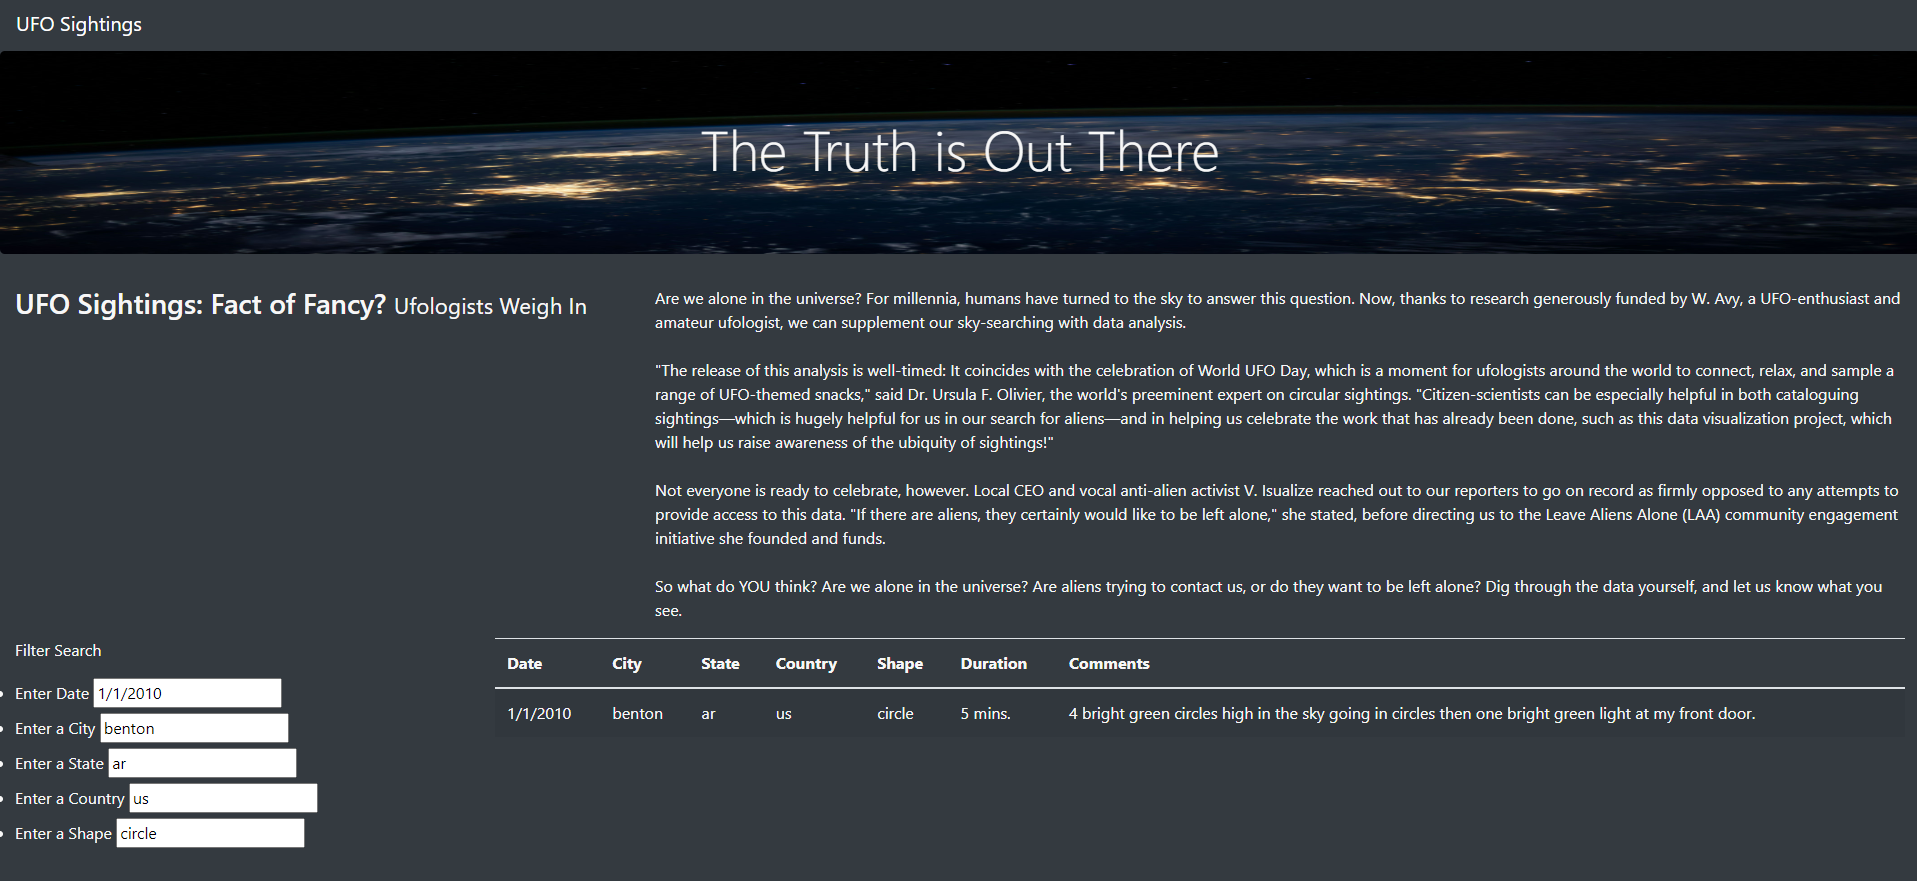 UFO Sightings
The Truth is Out There
UFO Sightings: Fact of Fancy? Ufologists Weigh In
Are we alone in the universe? For millennia, humans have turned to the sky to answer this question. Now, thanks to research generously funded by W. Avy, a UFO-enthusiast and
amateur ufologist, we can supplement our sky-searching with data analysis.
"The release of this analysis is well-timed: It coincides with the celebration of World UFO Day, which is a moment for ufologists around the world to connect, relax, and sample a
range of UFO-themed snacks," said Dr. Ursula F. Olivier, the world's preeminent expert on circular sightings. "Citizen-scientists can be especially helpful in both cataloguing
sightings—which is hugely helpful for us in our search for aliens—and in helping us celebrate the work that has already been done, such as this data visualization project, which
will help us raise awareness of the ubiquity of sightings!"
Not everyone is ready to celebrate, however. Local CEO and vocal anti-alien activist V. Isualize reached out to our reporters to go on record as firmly opposed to any attempts to
provide access to this data. "If there are aliens, they certainly would like to be left alone," she stated, before directing us to the Leave Aliens Alone (LAA) community engagement
initiative she founded and funds.
So what do YOU think? Are we alone in the universe? Are aliens trying to contact us, or do they want to be left alone? Dig through the data yourself, and let us know what you
see.
Filter Search
Enter Date 1/1/2010
Enter a City benton
Enter a State ar
Enter a Country us
Enter a Shape circle
Date City State Country Shape Duration Comments
1/1/2010 benton ar us circle 5 mins. 4 bright green circles high in the sky going in circles then one bright green light at my front door.